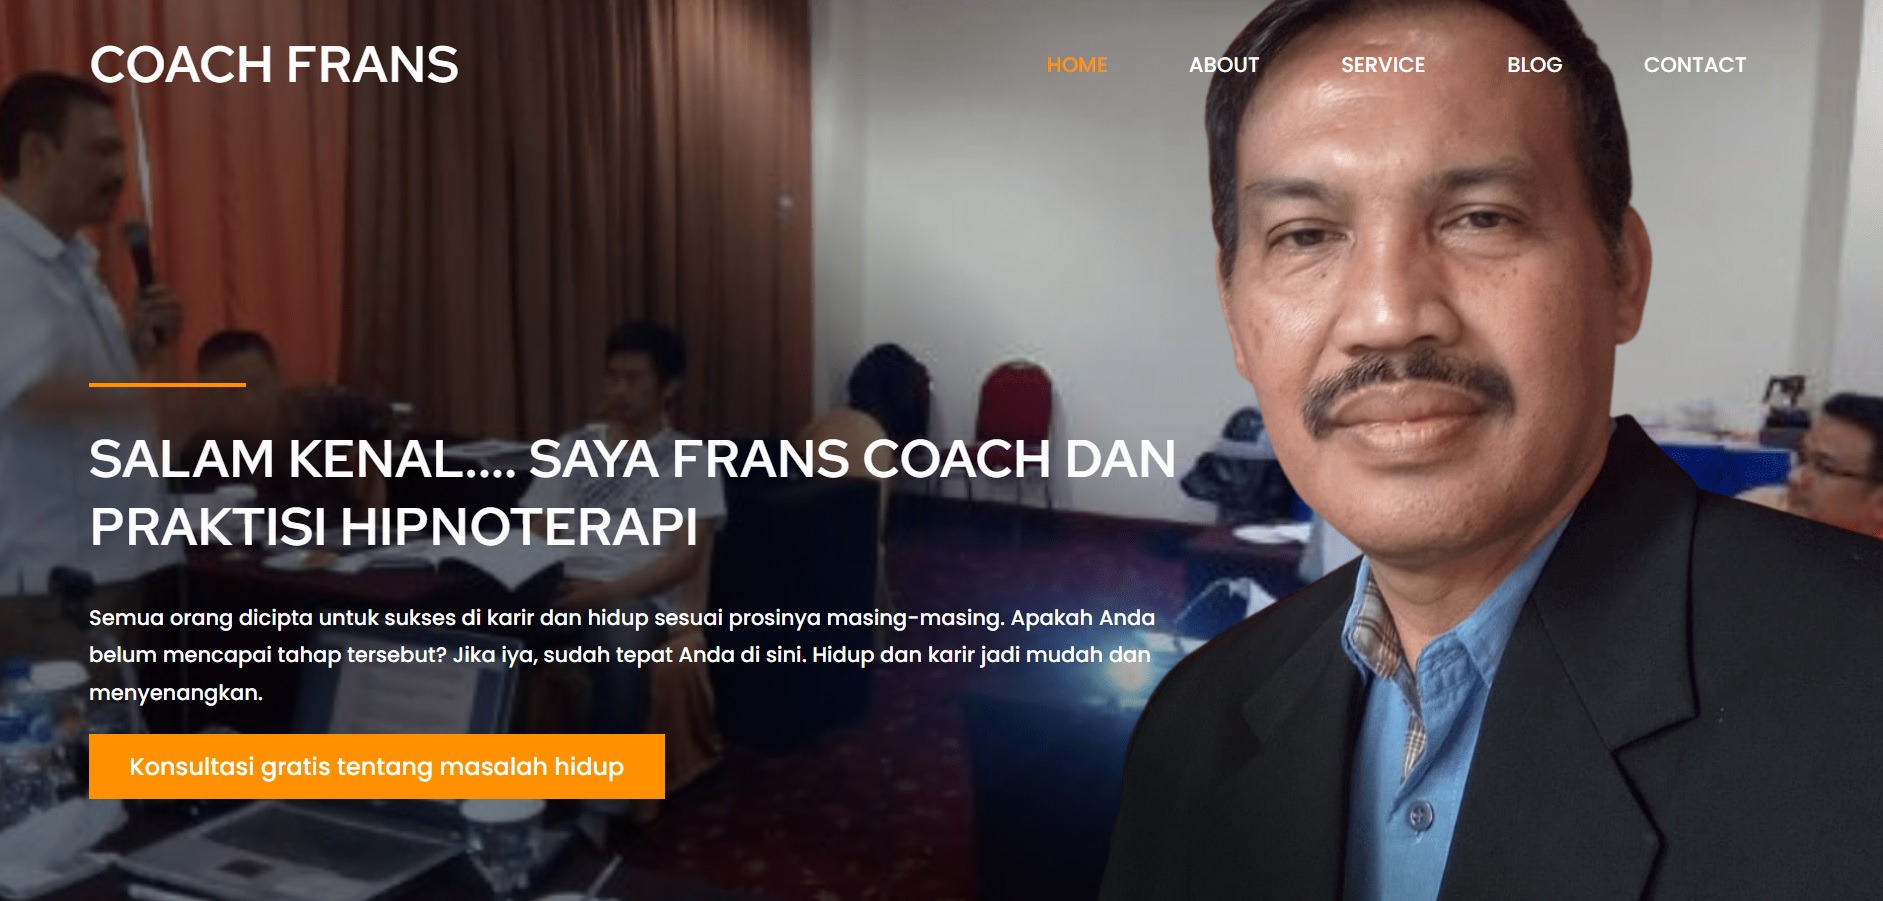 COACH FRANS
HOME ABOUT SERVICE BLOG CONTACT
SALAM KENAL.... SAYA FRANS COACH DAN
PRAKTISI HIPNOTERAPI
Semua orang dicipta untuk sukses di karir dan hidup sesuai prosinya masing-masing. Apakah Anda
belum mencapai tahap tersebut? Jika iya, sudah tepat Anda di sini. Hidup dan karir jadi mudah dan
menyenangkan.
Konsultasi gratis tentang masalah hidup